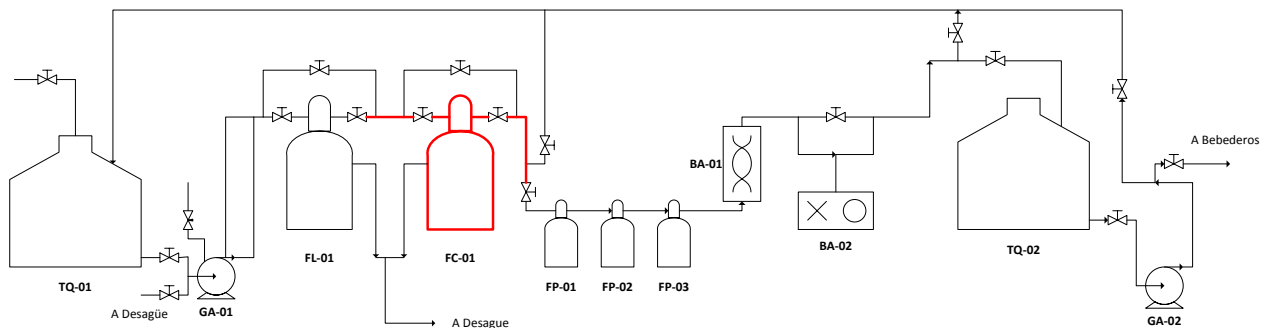 A Bebederos
BA-01
BA-02
TQ-02
FL-01
FC-01
FP-01
FP-02
FP-03
TQ-01
GA-01
A Desagüe
A Desague
GA-02